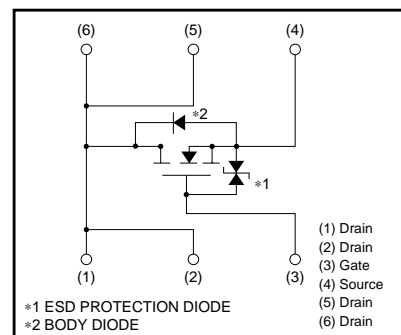 (6) (5) (4)
∗2
∗1
(1) (2) (3)
(1) Drain
(2) Drain
(3) Gate
(4) Source
(5) Drain
(6) Drain
∗1 ESD PROTECTION DIODE
∗2 BODY DIODE